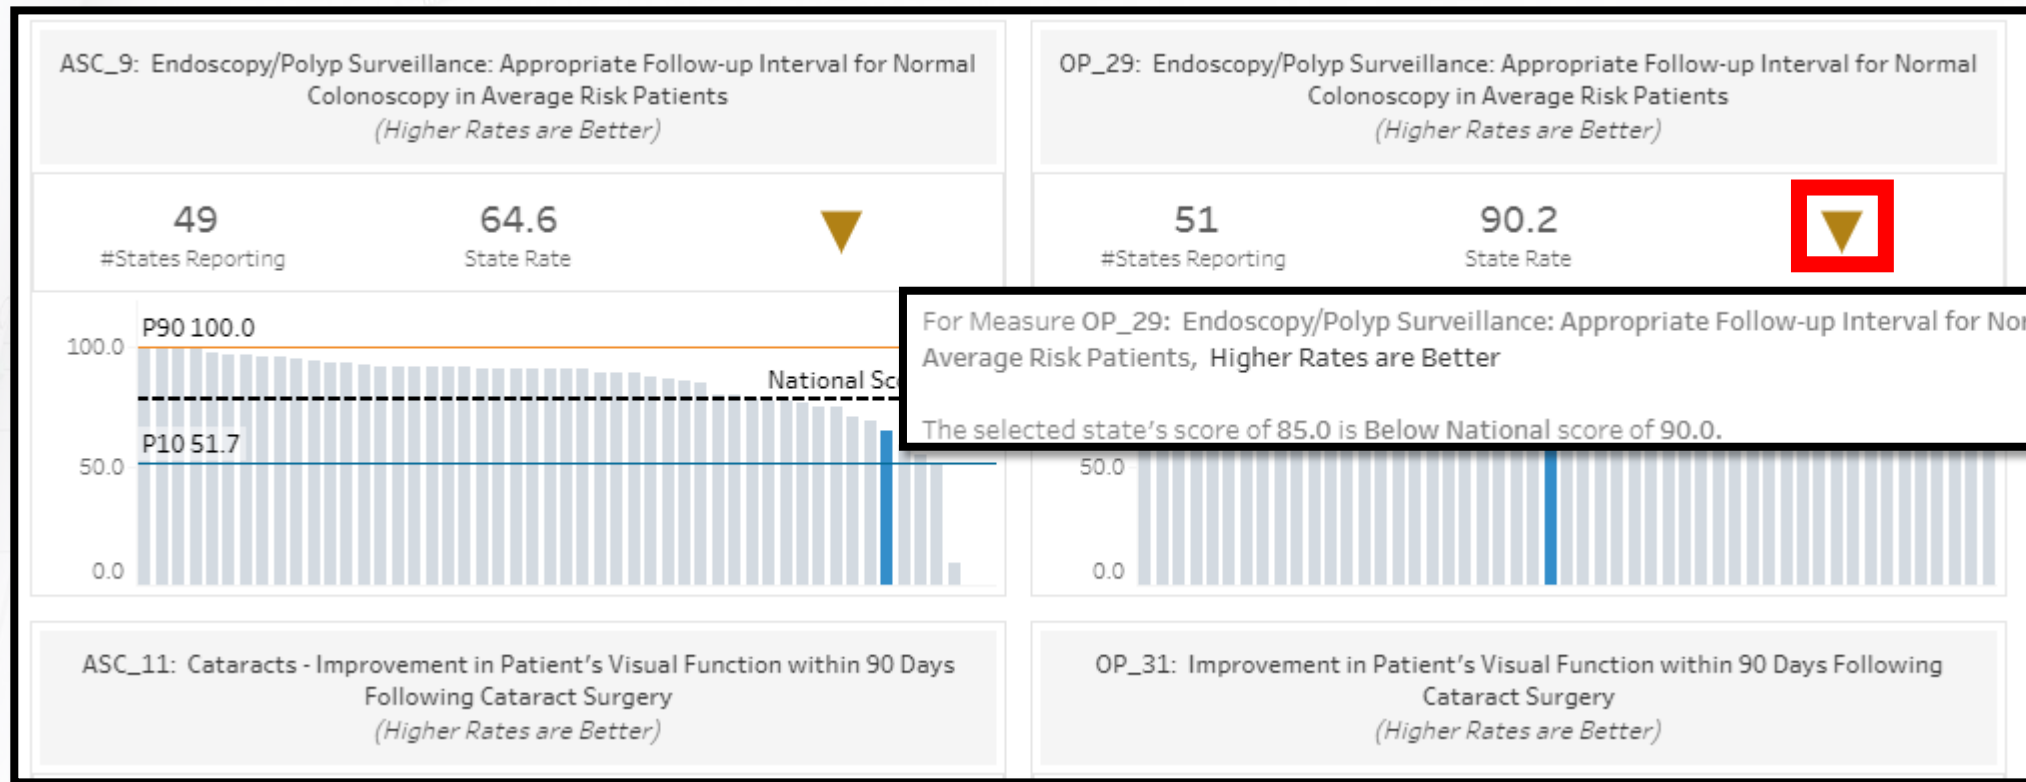 ASC_9: Endoscopy/Polyp Surveillance: Appropriate Follow-up Interval for Normal
Colonoscopy in Average Risk Patients
(Higher Rates are Better)
49
#States Reporting
64.6
State Rate
P90 100.0
100.0
National Sc
P10 51.7
50.0
0.0
OP_29: Endoscopy/Polyp Surveillance: Appropriate Follow-up Interval for Normal
Colonoscopy in Average Risk Patients
(Higher Rates are Better)
51
#States Reporting
90.2
State Rate
For Measure OP_29: Endoscopy/Polyp Surveillance: Appropriate Follow-up Interval for Nor
Average Risk Patients, Higher Rates are Better
The selected state's score of 85.0 is Below National score of 90.0.
50.0
0.0
ASC_11: Cataracts - Improvement in Patient's Visual Function within 90 Days
Following Cataract Surgery
(Higher Rates are Better)
OP_31: Improvement in Patient's Visual Function within 90 Days Following
Cataract Surgery
(Higher Rates are Better)